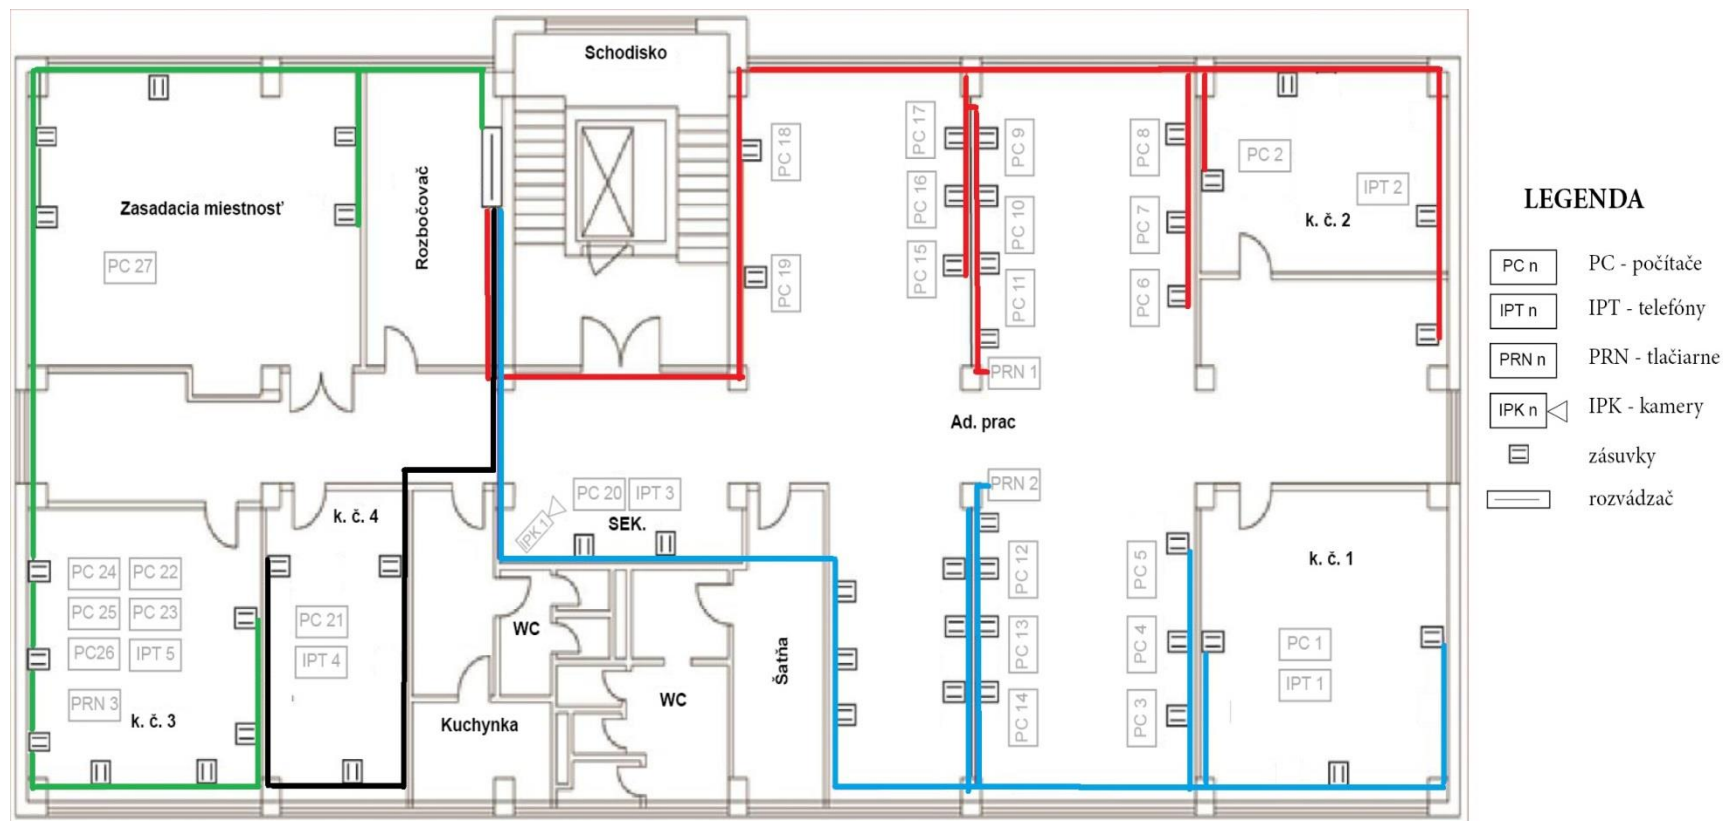 Schodisko
PC 18
PC 17
PC 9
PC 8
PC 2
IPT 2
k. č. 2
Zasadacia miestnosť
PC 27
Rozbočovač
PC 16
PC 10
PC 7
PC 19
PC 15
PC 11
PC 6
PRN 1
Ad. prac
PRN 2
k. č. 4
PC 20
IPT 3
SEK.
IPK 1
PC 24
PC 22
PC 25
PC 23
PC26
IPT 5
PRN 3
k. č. 3
PC 21
IPT 4
Kuchynka
WC
WC
Šatňa
PC 12
PC 13
PC 14
PC 5
PC 4
PC 3
k. č. 1
PC 1
IPT 1
LEGENDA
PC n PC - počítače
IPT n IPT - telefóny
PRN n PRN - tlačiarne
IPK n IPK - kamery
zásuvky
rozvádzač